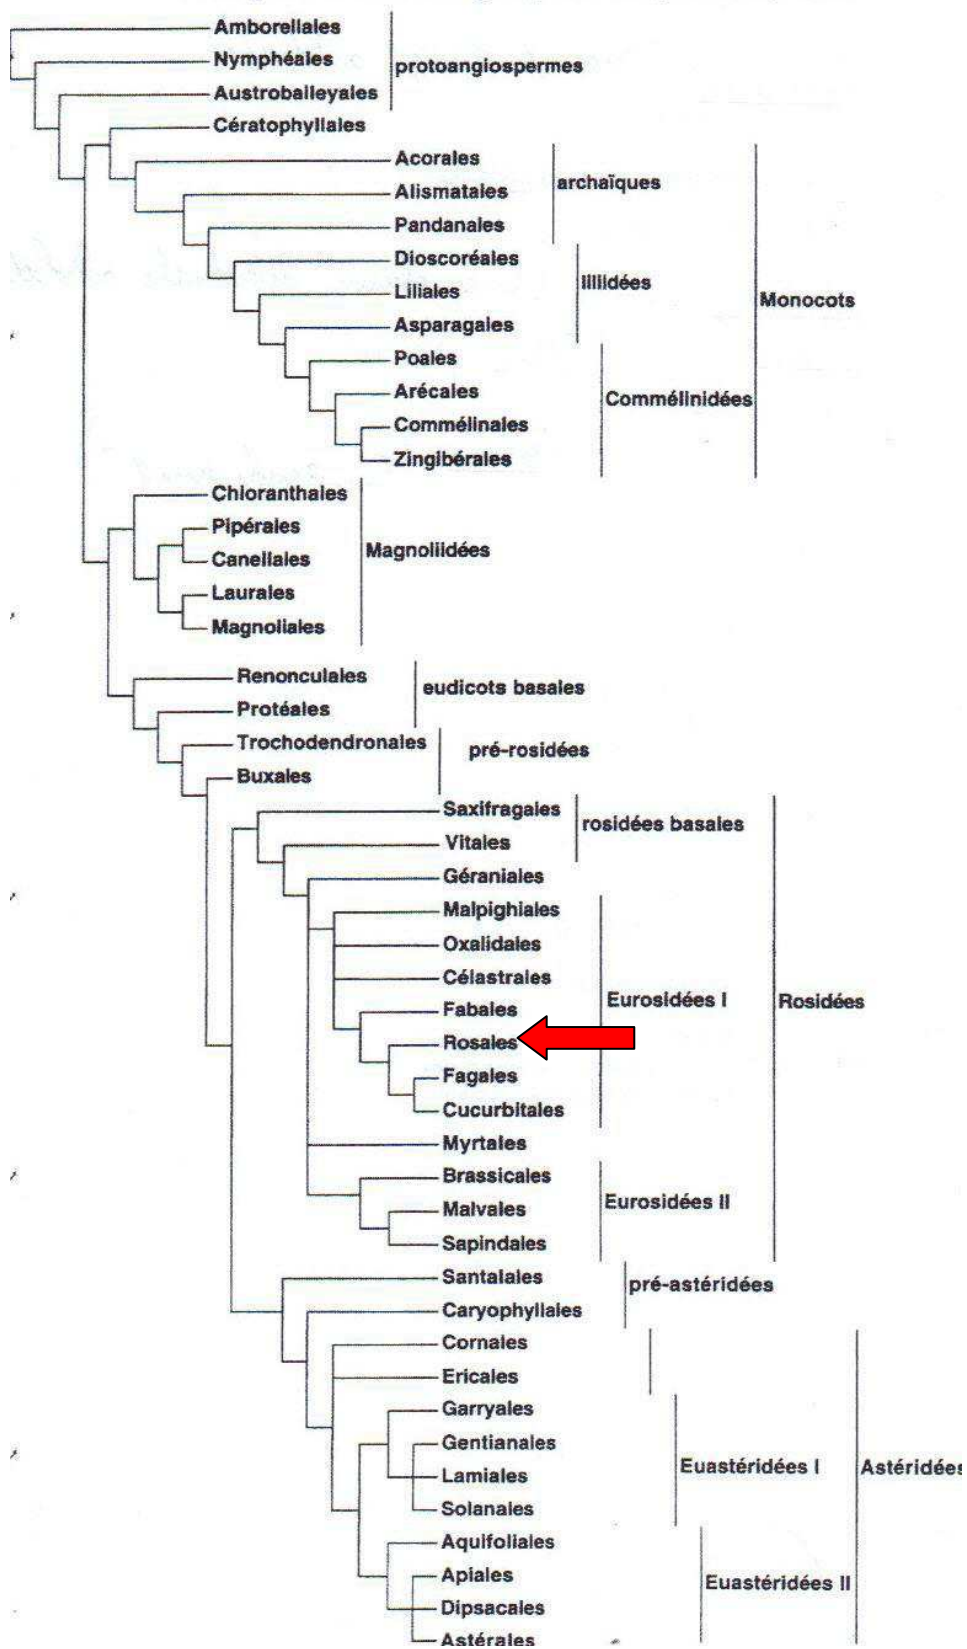 Amborellales
Nymphéales
protoangiospermes
Austrobaileyales
Cératophyllales
Acorales
archaïques
Alismatales
Pandanales
Dioscoréales
liliidées
Liliales
Monocots
Asparagales
Poales
Arécales
Commélinidées
Commélinales
Zingibérales
Chloranthales
Pipérales
Magnoliidées
Canellales
Laurales
Magnoliales
Renonculales
eudicots basales
Protéales
Trochodendronales
pré-rosidées
Buxales
Saxifragales
rosidées basales
Vitales
Géraniales
Malpighiales
Oxalidales
Célastrales
Eurosidées I
Rosidées
Fabales
Rosales
Fagales
Cucurbitales
Myrtales
Brassicales
Eurosidées II
Malvales
Sapindales
Santalales
pré-astéridées
Caryophyllales
Cornales
Ericales
Garryales
Gentianales
Euastéridées I
Astéridées
Lamiales
Solanales
Aquifoliales
Apiales
Euastéridées II
Dipsacales
Astérales